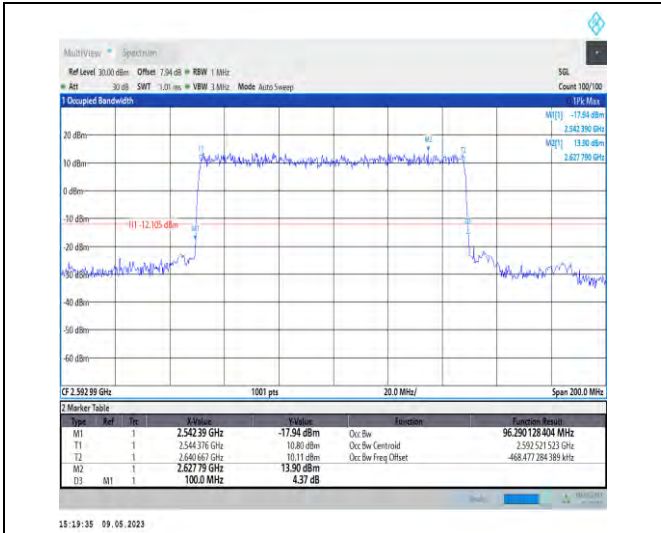 MultiView Spectrum
Ref Level 30.00 dBm Offset 7.94 dB RBW 1 MHz SGL
Att 30 dB SWT 1.01 ms VBW 3 MHz Mode Auto Sweep Count 100/100
1 Occupied Bandwidth 1Pk Max
M1[1] -17.94 dBm
2.542 390 GHz
M2[1] 13.90 dBm
2.627 790 GHz
20 dBm
M2
10 dBm
0 dBm
-10 dBm
H1 -12.105 dBm
M1
-20 dBm
-30 dBm
-40 dBm
-50 dBm
-60 dBm
CF 2.592 99 GHz 1001 pts 20.0 MHz/ Span 200.0 MHz
2 Marker Table
Type Ref Trc X-Value Y-Value Function Function Result
M1 1 2.542 39 GHz -17.94 dBm Occ Bw 96.290 128 404 MHz
T1 1 2.544 376 GHz 10.80 dBm Occ Bw Centroid 2.592 521 523 GHz
T2 1 2.640 667 GHz 10.11 dBm Occ Bw Freq Offset -468.477 284 389 kHz
M2 1 2.627 79 GHz 13.90 dBm
D3 M1 1 100.0 MHz 4.37 dB
15:19:35 09.05.2023